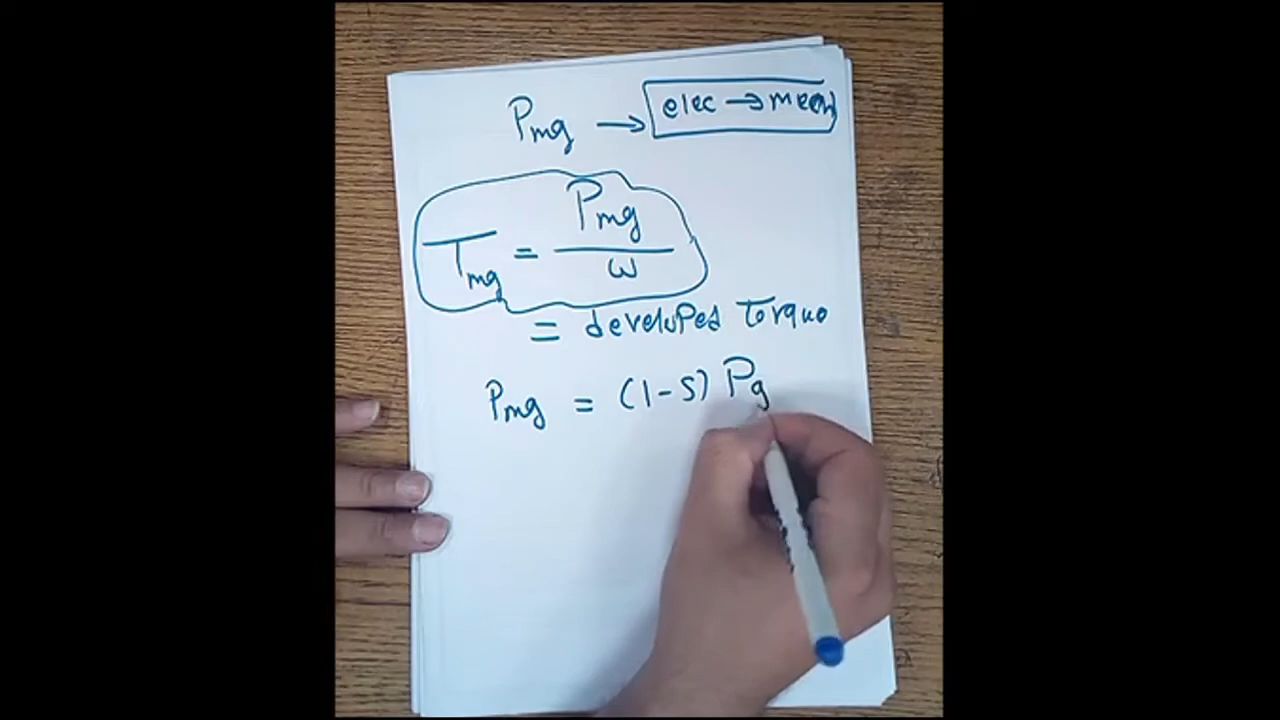 Pmg → elec → mech
Tmg = Pmg / ω
= developed Torque
Pmg = (1-S) Pg